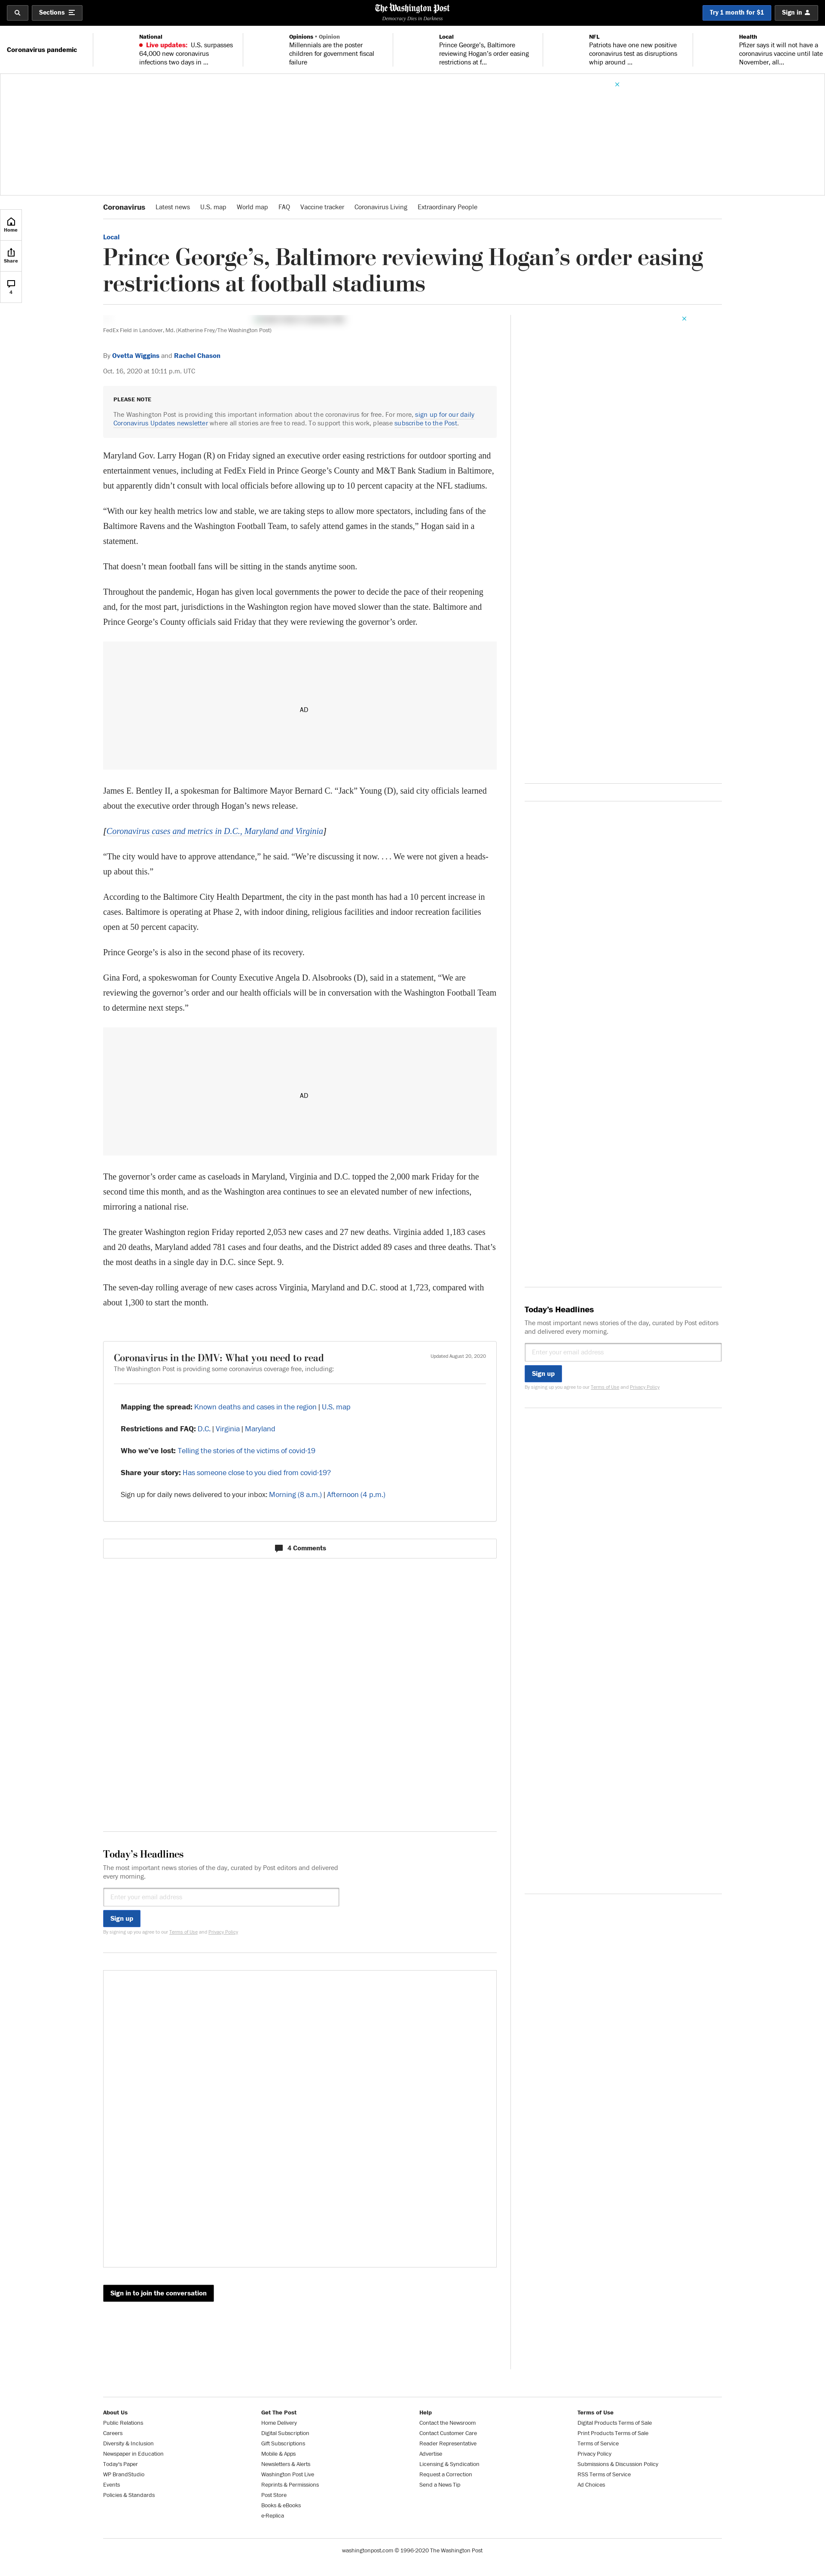 Sections
The Washington Post
Democracy Dies in Darkness
Try 1 month for $1
Sign in
Coronavirus pandemic
National
Live updates: U.S. surpasses
64,000 new coronavirus
infections two days in ...
Opinions • Opinion
Millennials are the poster
children for government fiscal
failure
Local
Prince George's, Baltimore
reviewing Hogan's order easing
restrictions at f...
NFL
Patriots have one new positive
coronavirus test as disruptions
whip around ...
Health
Pfizer says it will not have a
coronavirus vaccine until late
November, all...
Home
Share
4
Coronavirus
Latest news
U.S. map
World map
FAQ
Vaccine tracker
Coronavirus Living
Extraordinary People
Local
Prince George’s, Baltimore reviewing Hogan’s order easing
restrictions at football stadiums
FedEx Field in Landover, Md. (Katherine Frey/The Washington Post)
By Ovetta Wiggins and Rachel Chason
Oct. 16, 2020 at 10:11 p.m. UTC
PLEASE NOTE
The Washington Post is providing this important information about the coronavirus for free. For more, sign up for our daily
Coronavirus Updates newsletter where all stories are free to read. To support this work, please subscribe to the Post.
Maryland Gov. Larry Hogan (R) on Friday signed an executive order easing restrictions for outdoor sporting and
entertainment venues, including at FedEx Field in Prince George’s County and M&T Bank Stadium in Baltimore,
but apparently didn’t consult with local officials before allowing up to 10 percent capacity at the NFL stadiums.
“With our key health metrics low and stable, we are taking steps to allow more spectators, including fans of the
Baltimore Ravens and the Washington Football Team, to safely attend games in the stands,” Hogan said in a
statement.
That doesn’t mean football fans will be sitting in the stands anytime soon.
Throughout the pandemic, Hogan has given local governments the power to decide the pace of their reopening
and, for the most part, jurisdictions in the Washington region have moved slower than the state. Baltimore and
Prince George’s County officials said Friday that they were reviewing the governor’s order.
AD
James E. Bentley II, a spokesman for Baltimore Mayor Bernard C. “Jack” Young (D), said city officials learned
about the executive order through Hogan’s news release.
[Coronavirus cases and metrics in D.C., Maryland and Virginia]
“The city would have to approve attendance,” he said. “We’re discussing it now. . . . We were not given a heads-
up about this.”
According to the Baltimore City Health Department, the city in the past month has had a 10 percent increase in
cases. Baltimore is operating at Phase 2, with indoor dining, religious facilities and indoor recreation facilities
open at 50 percent capacity.
Prince George’s is also in the second phase of its recovery.
Gina Ford, a spokeswoman for County Executive Angela D. Alsobrooks (D), said in a statement, “We are
reviewing the governor’s order and our health officials will be in conversation with the Washington Football Team
to determine next steps.”
AD
The governor’s order came as caseloads in Maryland, Virginia and D.C. topped the 2,000 mark Friday for the
second time this month, and as the Washington area continues to see an elevated number of new infections,
mirroring a national rise.
The greater Washington region Friday reported 2,053 new cases and 27 new deaths. Virginia added 1,183 cases
and 20 deaths, Maryland added 781 cases and four deaths, and the District added 89 cases and three deaths. That’s
the most deaths in a single day in D.C. since Sept. 9.
The seven-day rolling average of new cases across Virginia, Maryland and D.C. stood at 1,723, compared with
about 1,300 to start the month.
Coronavirus in the DMV: What you need to read
Updated August 20, 2020
The Washington Post is providing some coronavirus coverage free, including:
Mapping the spread: Known deaths and cases in the region | U.S. map
Restrictions and FAQ: D.C. | Virginia | Maryland
Who we’ve lost: Telling the stories of the victims of covid-19
Share your story: Has someone close to you died from covid-19?
Sign up for daily news delivered to your inbox: Morning (8 a.m.) | Afternoon (4 p.m.)
4 Comments
Today’s Headlines
The most important news stories of the day, curated by Post editors
and delivered every morning.
Enter your email address
Sign up
By signing up you agree to our Terms of Use and Privacy Policy
Today’s Headlines
The most important news stories of the day, curated by Post editors and delivered
every morning.
Enter your email address
Sign up
By signing up you agree to our Terms of Use and Privacy Policy
Sign in to join the conversation
About Us
Public Relations
Careers
Diversity & Inclusion
Newspaper in Education
Today's Paper
WP BrandStudio
Events
Policies & Standards
Get The Post
Home Delivery
Digital Subscription
Gift Subscriptions
Mobile & Apps
Newsletters & Alerts
Washington Post Live
Reprints & Permissions
Post Store
Books & eBooks
e-Replica
Help
Contact the Newsroom
Contact Customer Care
Reader Representative
Advertise
Licensing & Syndication
Request a Correction
Send a News Tip
Terms of Use
Digital Products Terms of Sale
Print Products Terms of Sale
Terms of Service
Privacy Policy
Submissions & Discussion Policy
RSS Terms of Service
Ad Choices
washingtonpost.com © 1996-2020 The Washington Post